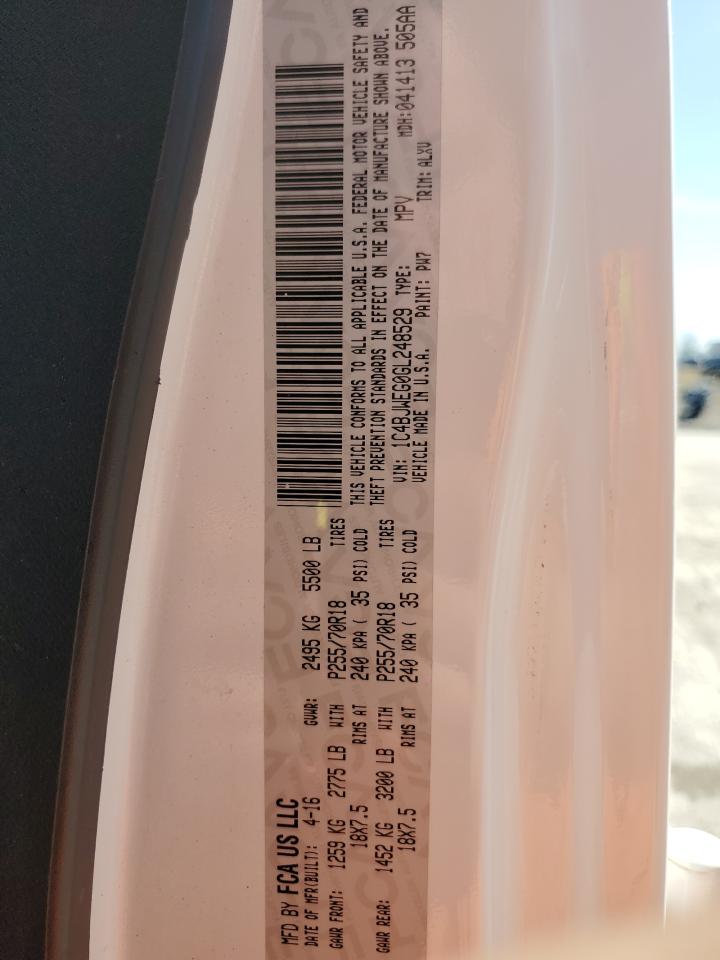 MFD BY FCA US LLC
DATE OF MFR(BUILT): 4-16 GVWR: 2495 KG 5500 LB
GAWR FRONT: 1259 KG 2775 LB WITH P255/70R18 TIRES
18X7.5 RIMS AT 240 KPA ( 35 PSI) COLD
GAWR REAR: 1452 KG 3200 LB WITH P255/70R18 TIRES
18X7.5 RIMS AT 240 KPA ( 35 PSI) COLD
THIS VEHICLE CONFORMS TO ALL APPLICABLE U.S.A. FEDERAL MOTOR VEHICLE SAFETY AND
THEFT PREVENTION STANDARDS IN EFFECT ON THE DATE OF MANUFACTURE SHOWN ABOVE.
VIN: 1C4BJWEG0GL248529 TYPE: MPV MDH:041413 505AA
VEHICLE MADE IN U.S.A. PAINT: PW7 TRIM: ALXU